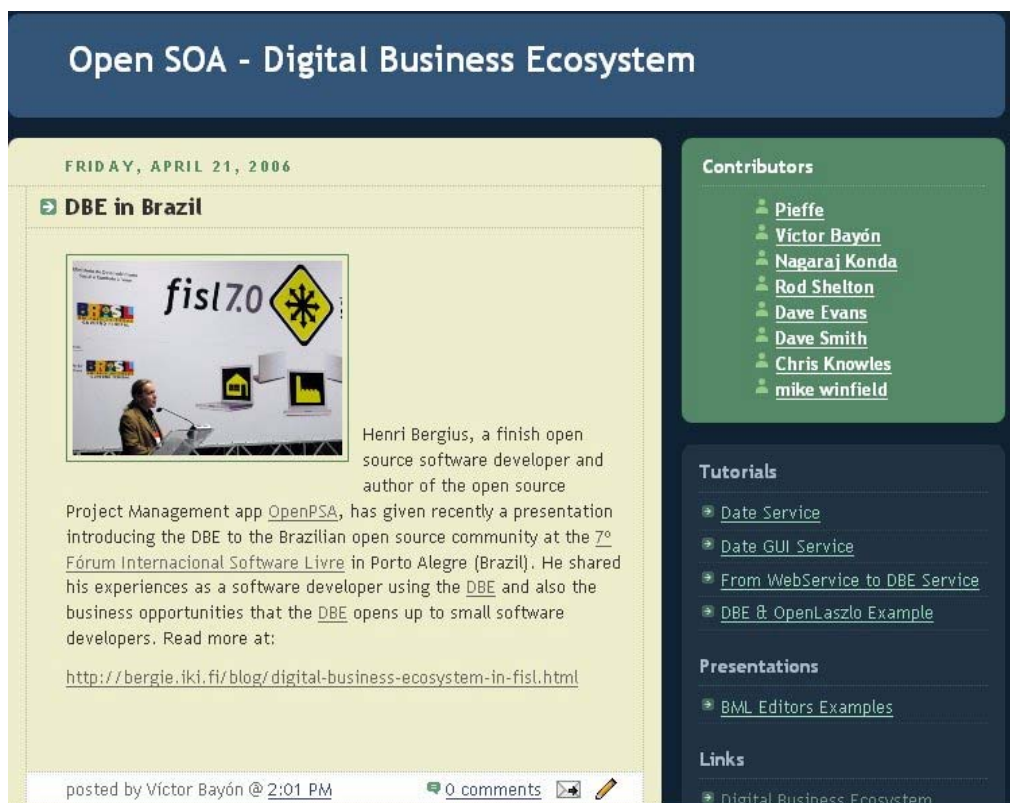 Open SOA - Digital Business Ecosystem
FRIDAY, APRIL 21, 2006
DBE in Brazil
fisl7.0
BRASIL
BRASIL
Henri Bergius, a finish open
source software developer and
author of the open source
Project Management app OpenPSA, has given recently a presentation
introducing the DBE to the Brazilian open source community at the 7º
Fórum Internacional Software Livre in Porto Alegre (Brazil). He shared
his experiences as a software developer using the DBE and also the
business opportunities that the DBE opens up to small software
developers. Read more at:
http://bergie.iki.fi/blog/digital-business-ecosystem-in-fisl.html
posted by Víctor Bayón @ 2:01 PM
0 comments
Contributors
Pieffe
Víctor Bayón
Nagaraj Konda
Rod Shelton
Dave Evans
Dave Smith
Chris Knowles
mike winfield
Tutorials
Date Service
Date GUI Service
From WebService to DBE Service
DBE & OpenLaszlo Example
Presentations
BML Editors Examples
Links
Digital Business Ecosystem